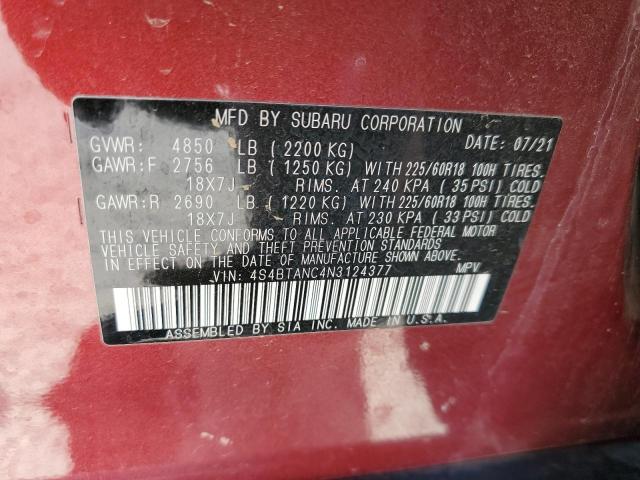 MFD BY SUBARU CORPORATION
GVWR: 4850 LB (2200 KG) DATE: 07/21
GAWR:F 2756 LB (1250 KG) WITH 225/60R18 100H TIRES.
18X7J RIMS. AT 240 KPA (35 PSI) COLD
GAWR:R 2690 LB (1220 KG) WITH 225/60R18 100H TIRES.
18X7J RIMS. AT 230 KPA (33 PSI) COLD
THIS VEHICLE CONFORMS TO ALL APPLICABLE FEDERAL MOTOR
VEHICLE SAFETY AND THEFT PREVENTION STANDARDS
IN EFFECT ON THE DATE OF MANUFACTURE SHOWN ABOVE.
VIN: 4S4BTANC4N3124377 MPV
ASSEMBLED BY SIA INC. MADE IN U.S.A.